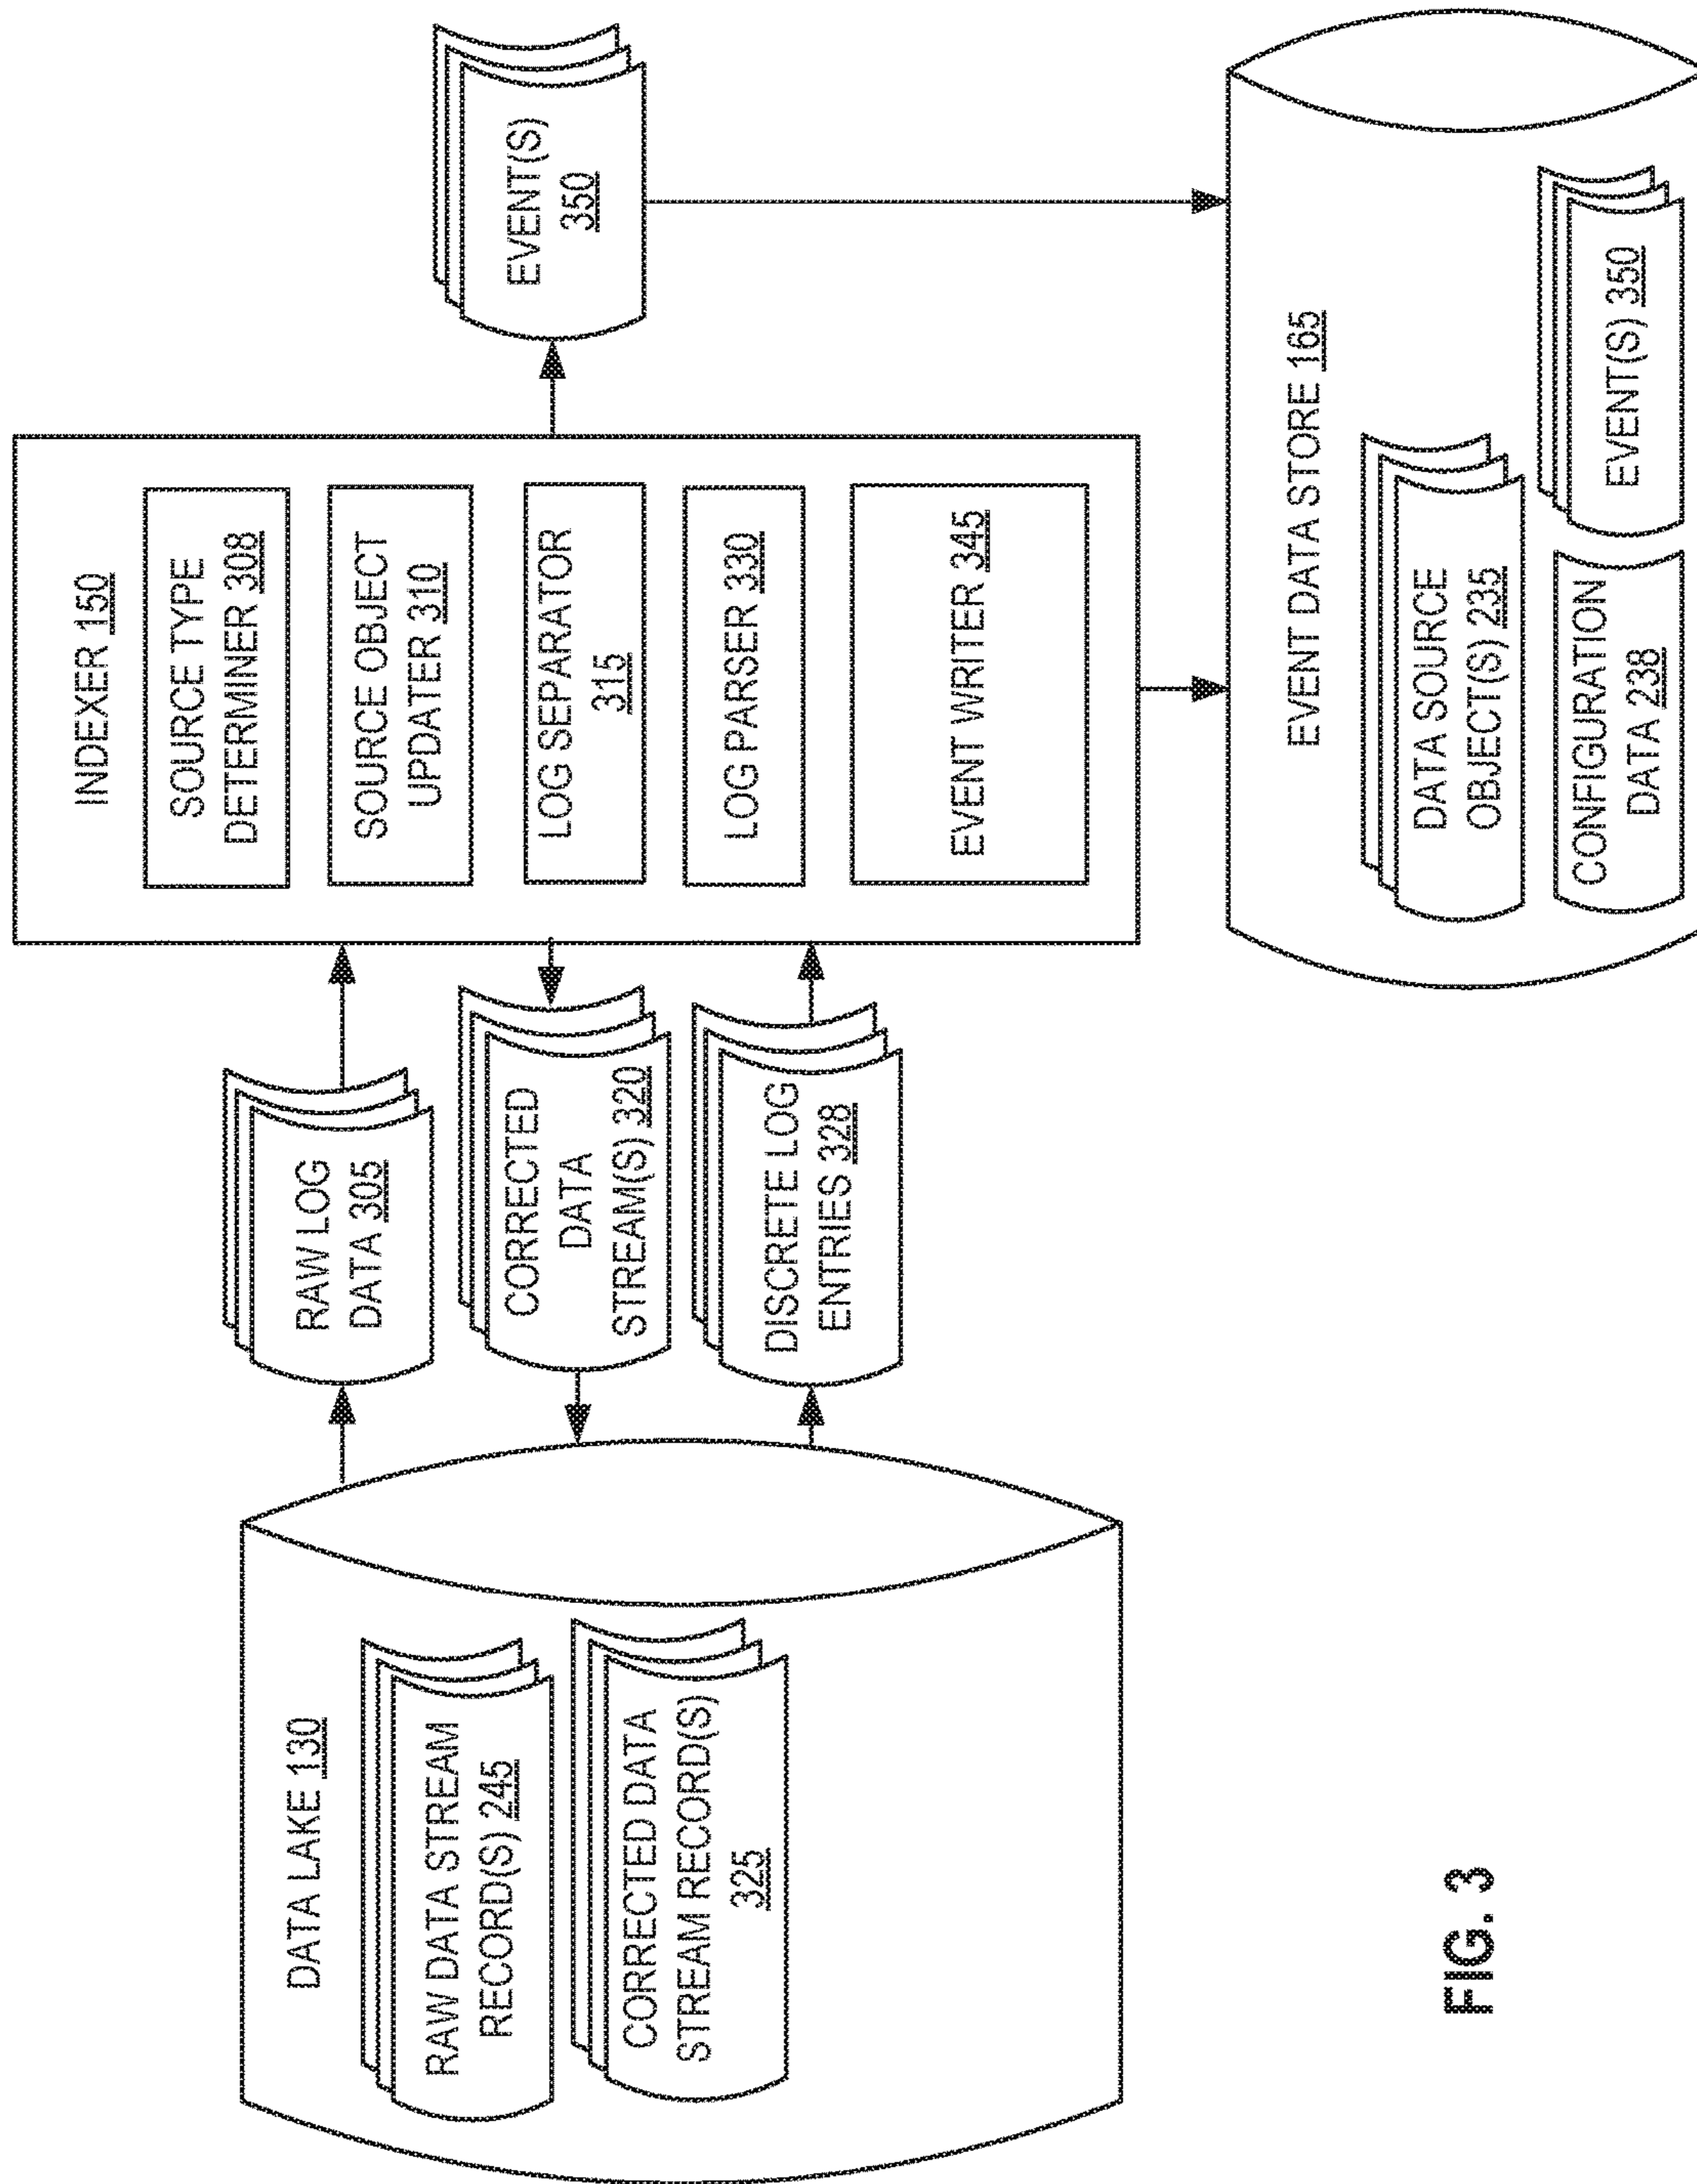 DATA LAKE 130
RAW DATA STREAM
RECORD(S) 245
CORRECTED DATA
STREAM RECORD(S)
325
RAW LOG
DATA 305
CORRECTED
DATA
STREAM(S) 320
DISCRETE LOG
ENTRIES 328
INDEXER 150
SOURCE TYPE
DETERMINER 308
SOURCE OBJECT
UPDATER 310
LOG SEPARATOR
315
LOG PARSER 330
EVENT WRITER 345
EVENT(S)
350
EVENT DATA STORE 165
DATA SOURCE
OBJECT(S) 235
CONFIGURATION
DATA 238
EVENT(S) 350
FIG. 3